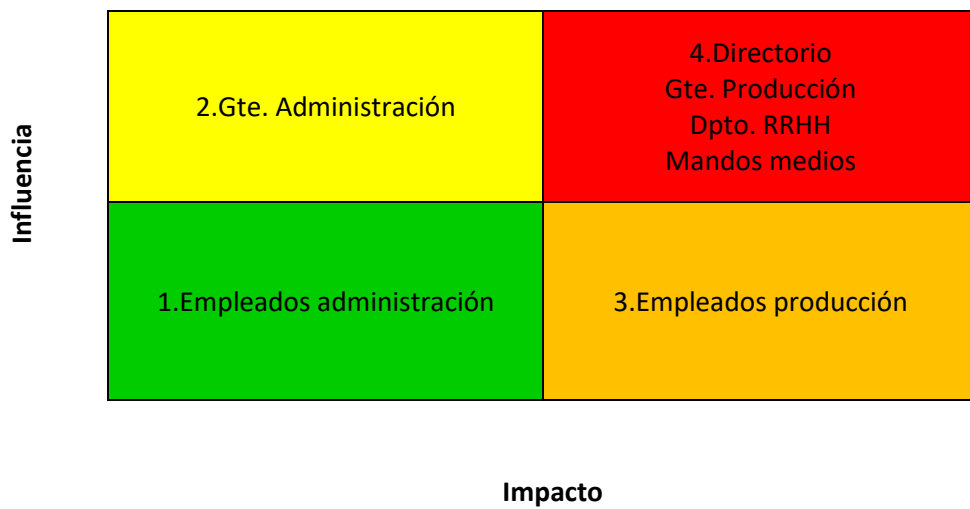 Influencia
2.Gte. Administración
4.Directorio
Gte. Producción
Dpto. RRHH
Mandos medios
1.Empleados administración
3.Empleados producción
Impacto